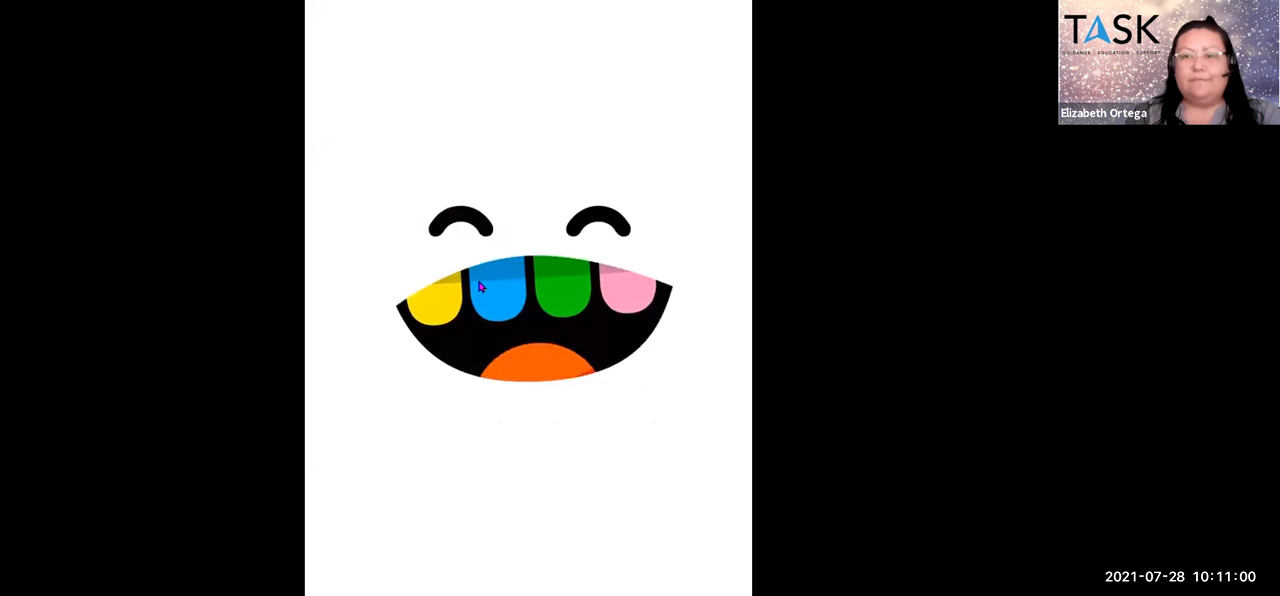 TASK
GUIDANCE | EDUCATION | SUPPORT
Elizabeth Ortega
2021-07-28 10:11:00